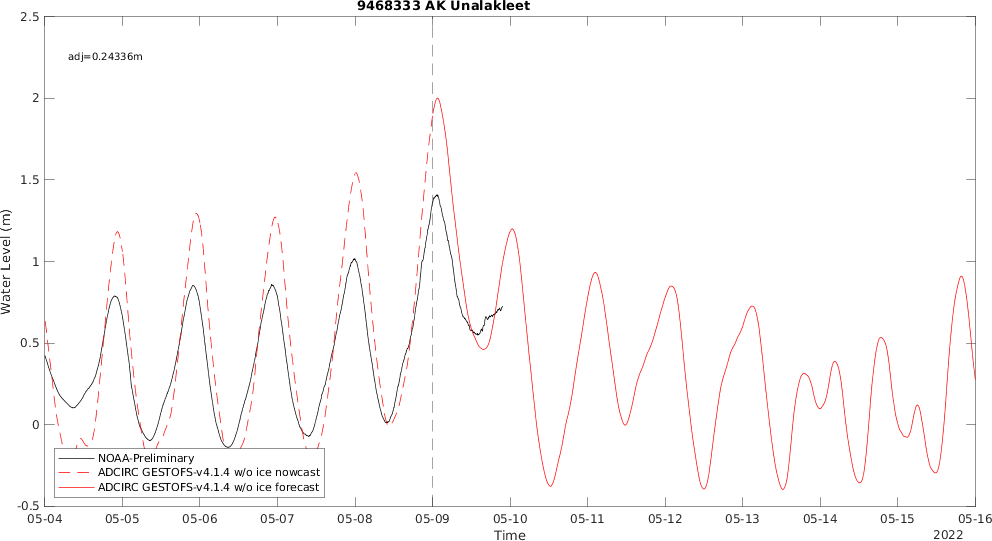 9468333 AK Unalakleet
adj=0.24336m
Water Level (m)
2.5
2
1.5
1
0.5
0
-0.5
NOAA-Preliminary
ADCIRC GESTOFS-v4.1.4 w/o ice nowcast
ADCIRC GESTOFS-v4.1.4 w/o ice forecast
05-04 05-05 05-06 05-07 05-08 05-09 05-10 05-11 05-12 05-13 05-14 05-15 05-16
Time
2022